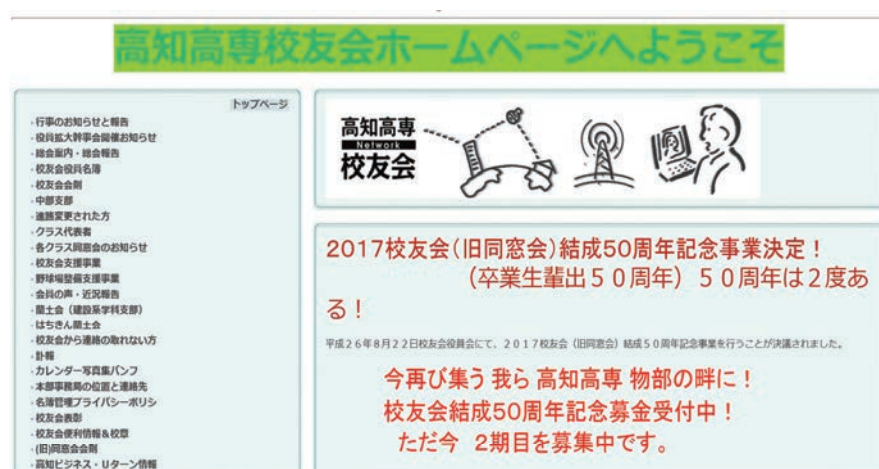 高知高専校友会ホームページへようこそ
トップページ
行事のお知らせと報告
役員拡大幹事会開催お知らせ
総会案内・総会報告
校友会役員名簿
校友会会則
中部支部
連絡変更された方
クラス代表者
各クラス同窓会のお知らせ
校友会支援事業
野球場整備支援事業
会員の声・近況報告
蘭土会（建設系学科支部）
はちきん蘭土会
校友会から連絡の取れない方
訃報
カレンダー写真集パンフ
本部事務局の位置と連絡先
名簿管理プライバシーポリシ
校友会表彰
校友会便利情報&校章
(旧)同窓会会則
高知ビジネス・Uターン情報
高知高専
Network
校友会
2017校友会（旧同窓会）結成50周年記念事業決定！
（卒業生輩出５０周年）５０周年は２度あ
る！
平成２６年８月２２日校友会役員会にて、２０１７校友会（旧同窓会）結成５０周年記念事業を行うことが決議されました。
今再び集う 我ら 高知高専 物部の畔に！
校友会結成50周年記念募金受付中！
ただ今 2期目を募集中です。